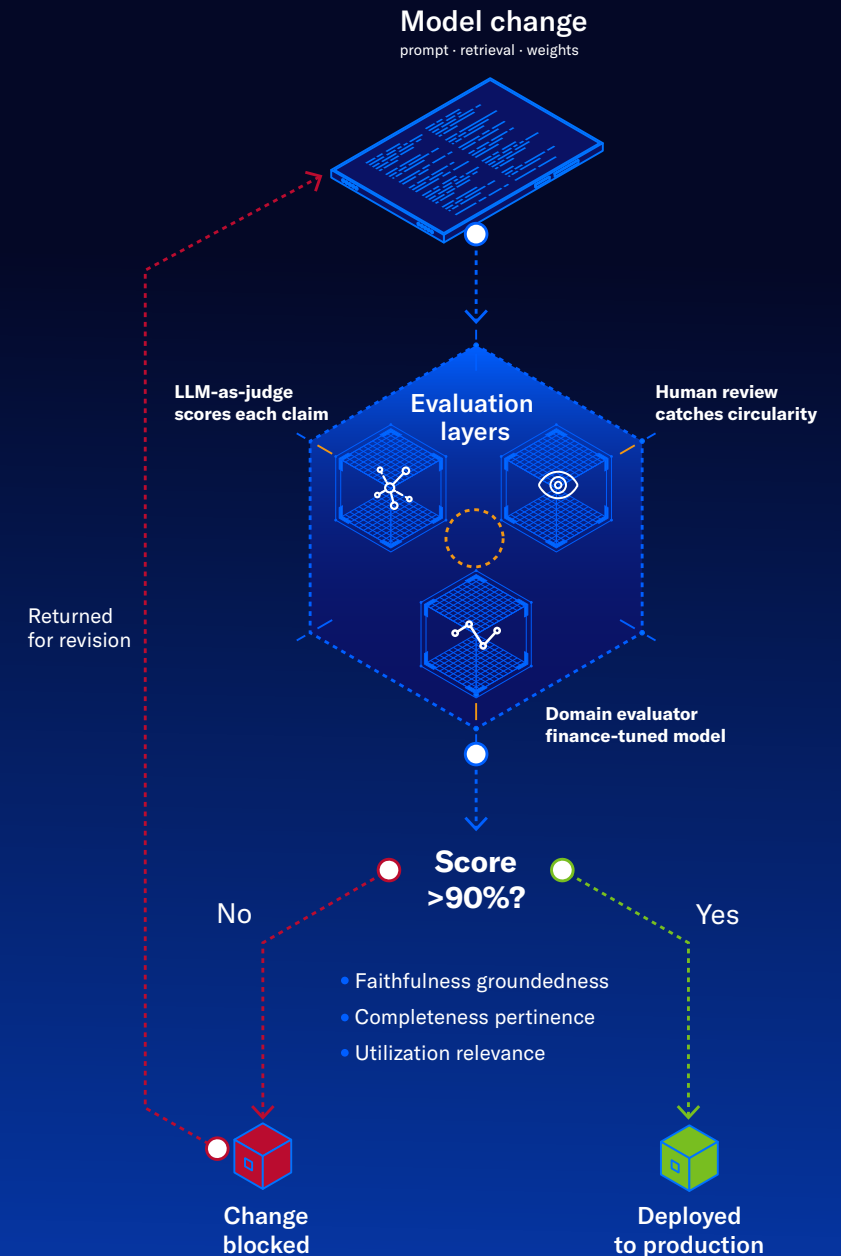 Model change
prompt · retrieval · weights
LLM-as-judge
scores each claim
Evaluation
layers
Human review
catches circularity
Returned
for revision
Domain evaluator
finance-tuned model
Score
>90%?
No
Yes
Faithfulness groundedness
Completeness pertinence
Utilization relevance
Change
blocked
Deployed
to production